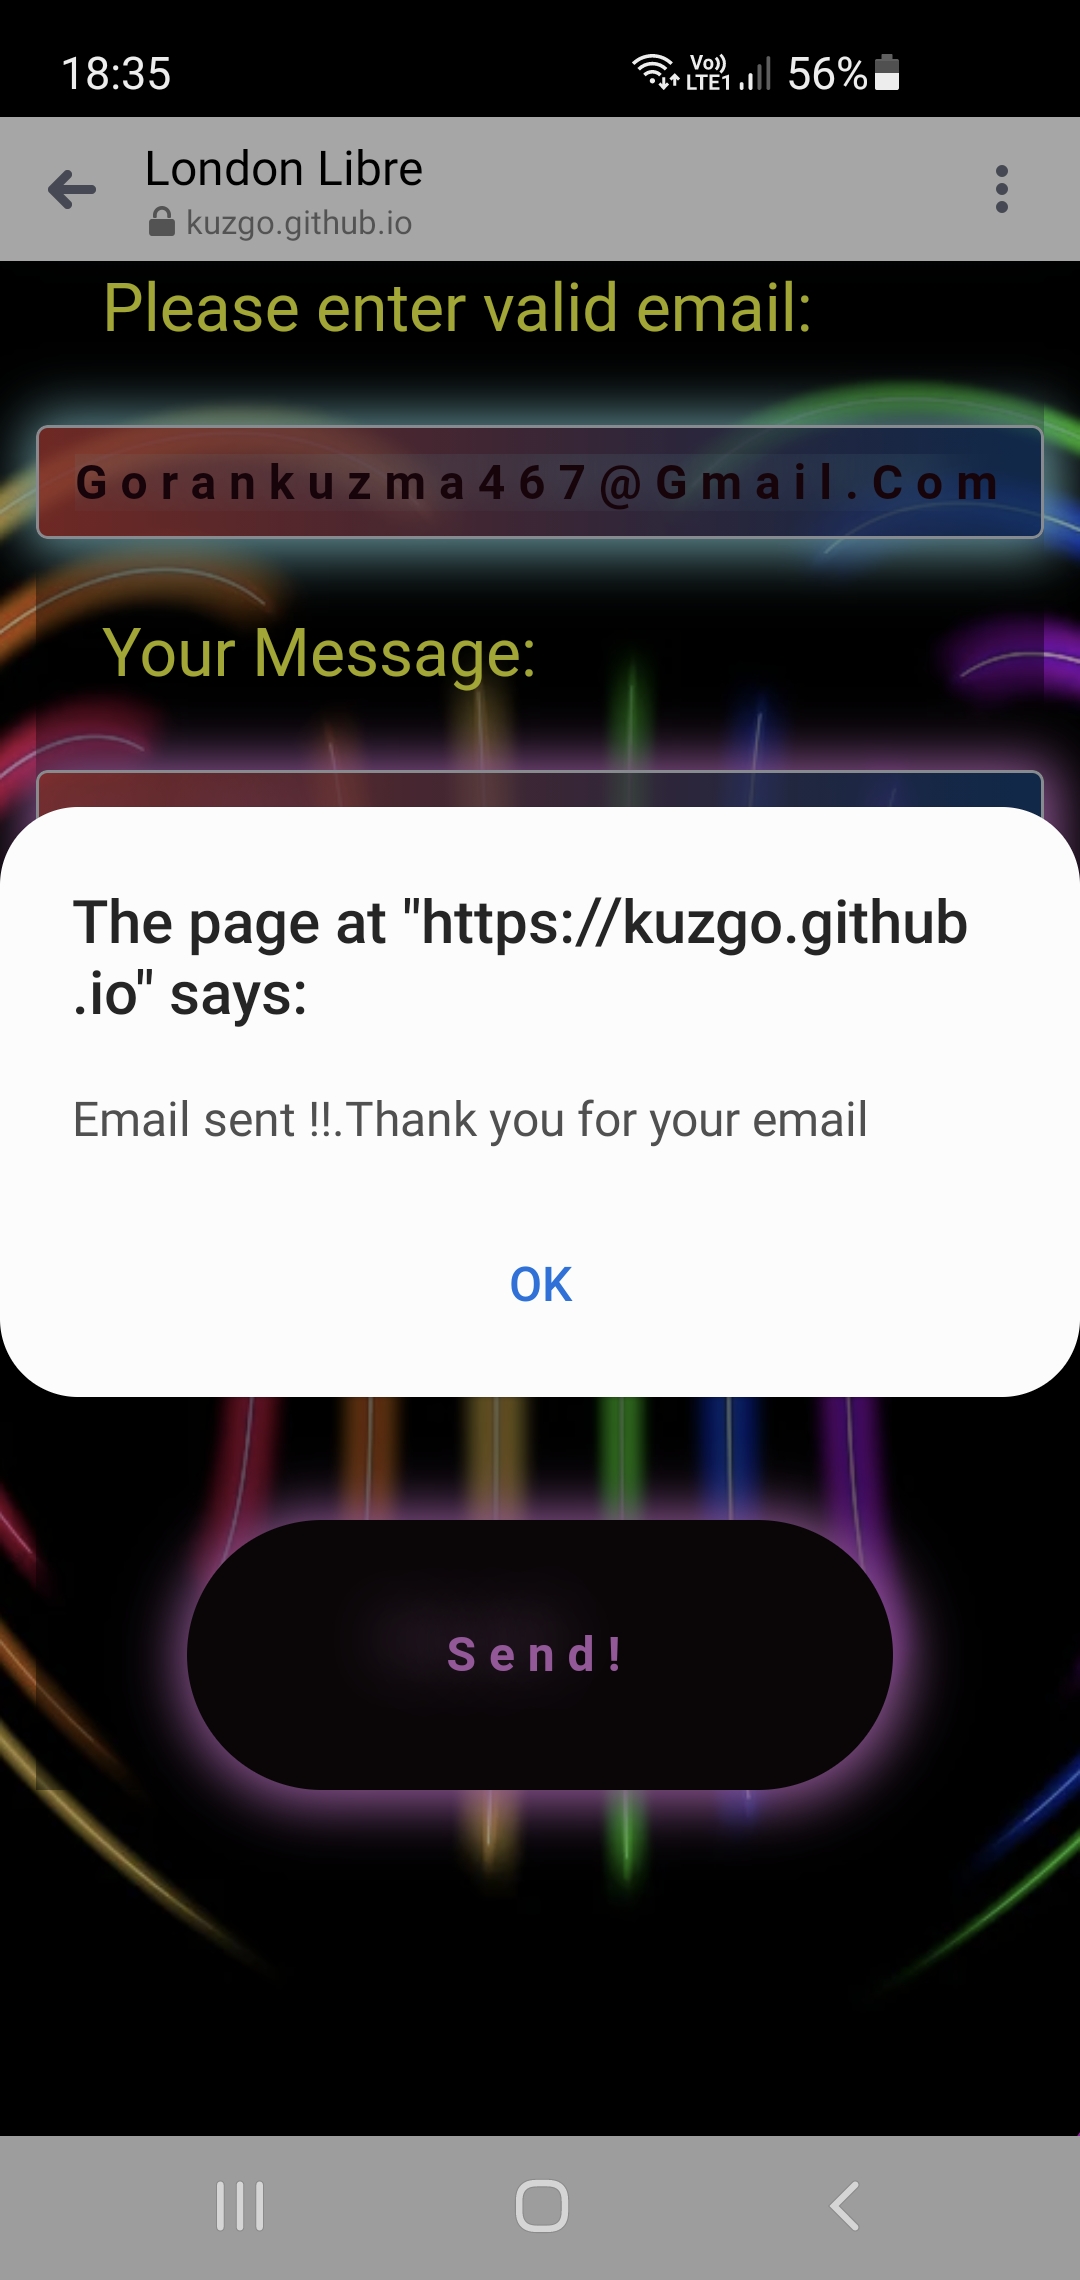 18:35
Vo)) LTE1 56%
London Libre
kuzgo.github.io
Please enter valid email:
Gorankuzma467@Gmail.Com
Your Message:
The page at "https://kuzgo.github
.io" says:
Email sent !!.Thank you for your email
OK
Send!